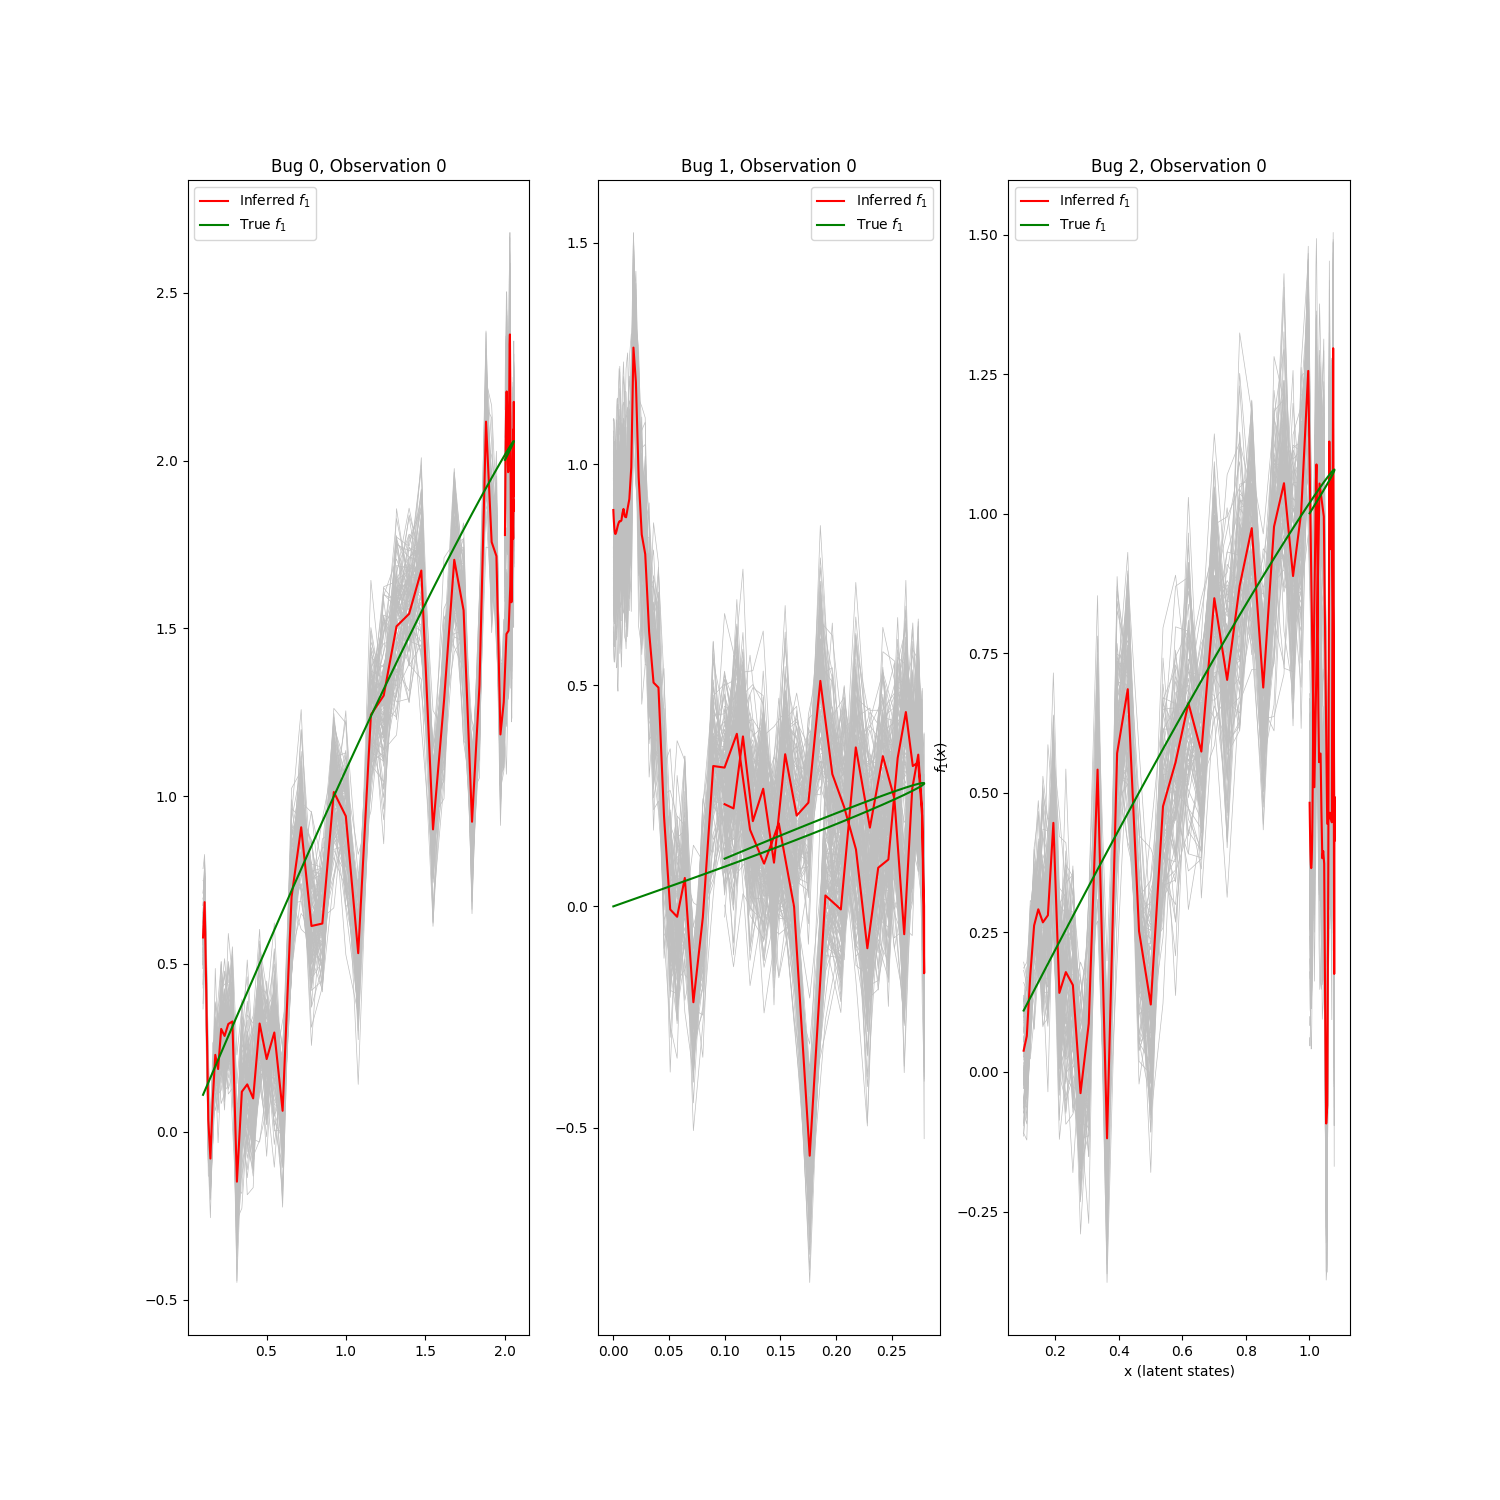 Bug 0, Observation 0
Inferred f₁
True f₁
2.5
2.0
1.5
1.0
0.5
0.0
−0.5
0.5 1.0 1.5 2.0
Bug 1, Observation 0
Inferred f₁
True f₁
1.5
1.0
0.5
0.0
−0.5
0.00 0.05 0.10 0.15 0.20 0.25
Bug 2, Observation 0
Inferred f₁
True f₁
f₁(x)
1.50
1.25
1.00
0.75
0.50
0.25
0.00
−0.25
0.2 0.4 0.6 0.8 1.0
x (latent states)